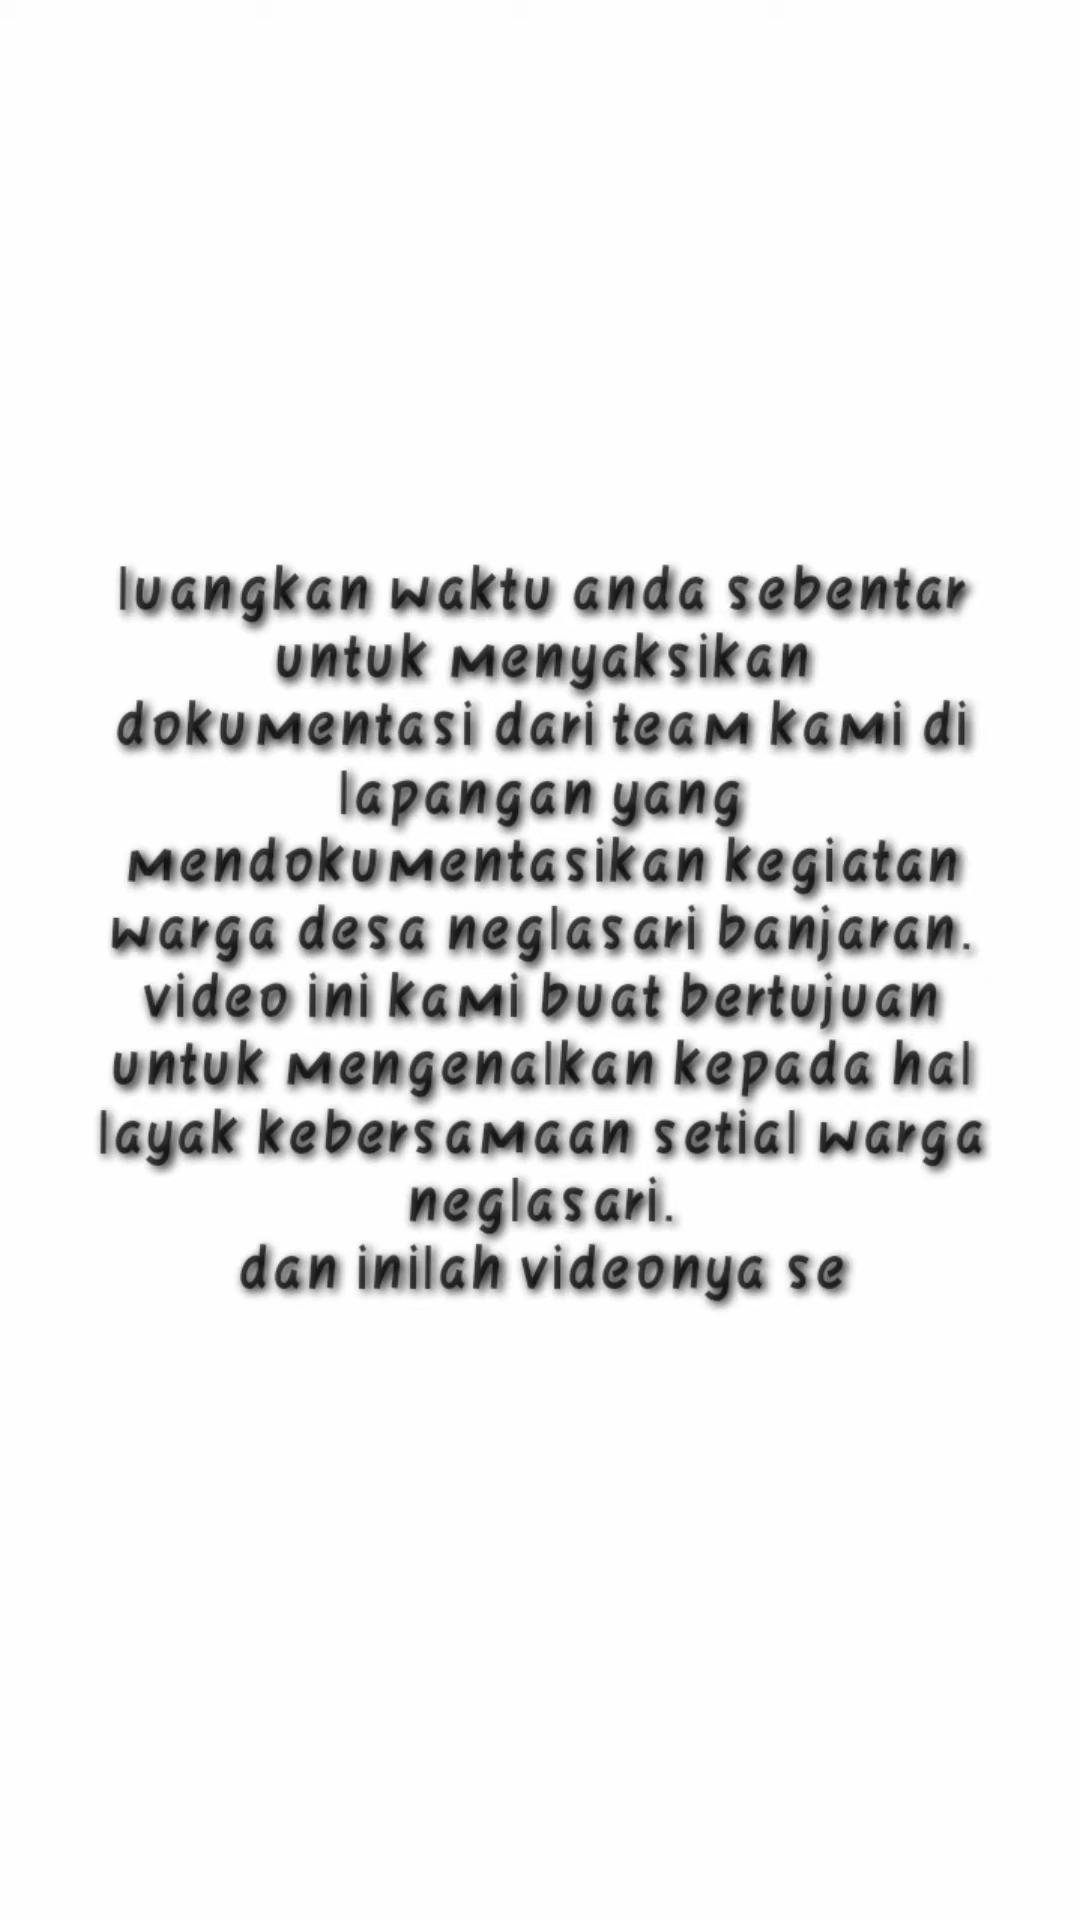 luangkan waktu anda sebentar
untuk menyaksikan
dokumentasi dari team kami di
lapangan yang
mendokumentasikan kegiatan
warga desa neglasari banjaran.
video ini kami buat bertujuan
untuk mengenalkan kepada hal
layak kebersamaan setial warga
neglasari.
dan inilah videonya se